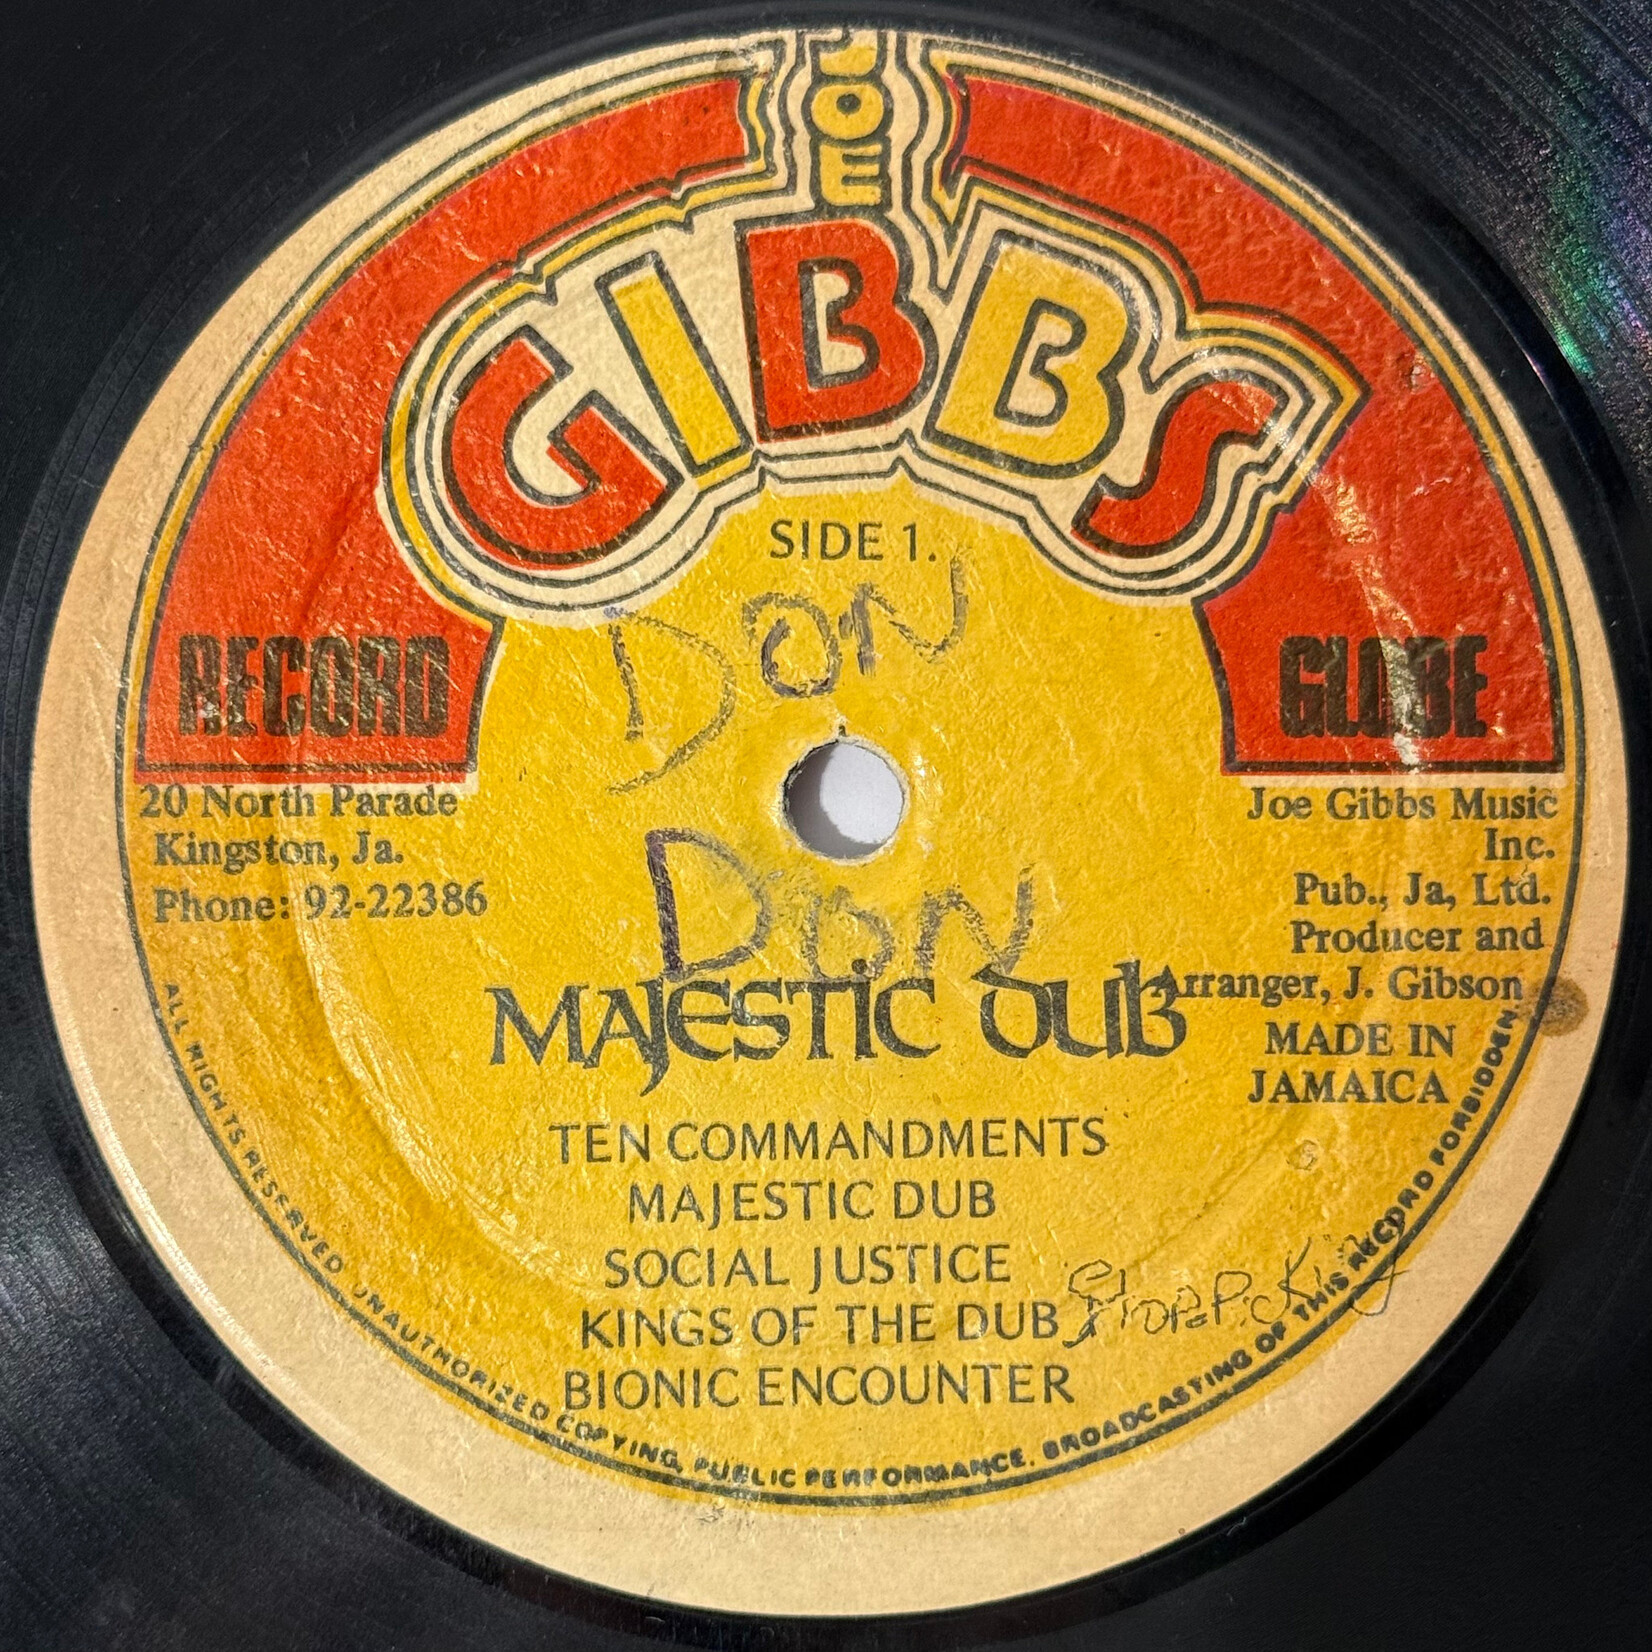 JOE
GIBBS
SIDE 1.
DON
RECORD
GLOBE
20 North Parade
Kingston, Ja.
Phone: 92-22386
Joe Gibbs Music
Inc.
Pub., Ja, Ltd.
Producer and
Arranger, J. Gibson
MADE IN
JAMAICA
DON
MAJESTIC DUB
TEN COMMANDMENTS
MAJESTIC DUB
SOCIAL JUSTICE
KINGS OF THE DUB
BIONIC ENCOUNTER
ALL RIGHTS RESERVED UNAUTHORIZED COPYING, PUBLIC PERFORMANCE. BROADCASTING OF THIS RECORD FORBIDDEN.